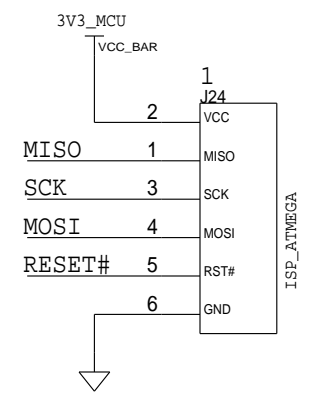 3V3_MCU
VCC_BAR
1
J24
2 VCC
MISO 1 MISO
SCK 3 SCK
MOSI 4 MOSI
RESET# 5 RST#
6 GND
ISP_ATMEGA